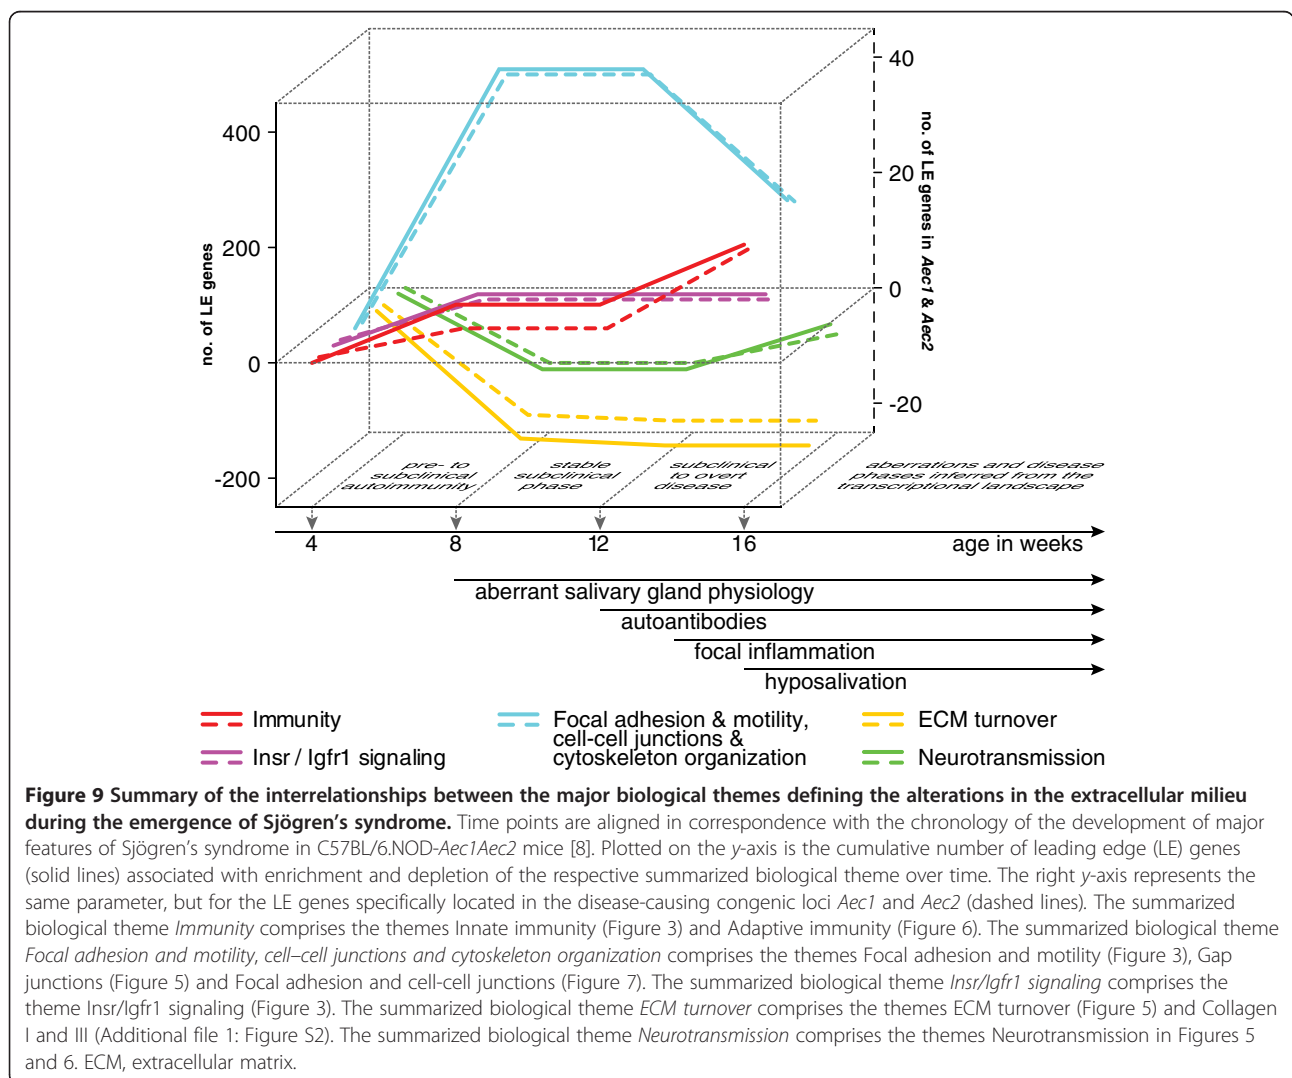 40
400
20
200
0
0
-20
-200
no. of LE genes
no. of LE genes in Aec1 & Aec2
pre- to
subclinical
autoimmunity
stable
subclinical
phase
subclinical
to overt
disease
aberrations and disease
phases inferred from the
transcriptional landscape
4 8 12 16 age in weeks
aberrant salivary gland physiology
autoantibodies
focal inflammation
hyposalivation
Immunity
Insr / Igfr1 signaling
Focal adhesion & motility,
cell-cell junctions &
cytoskeleton organization
ECM turnover
Neurotransmission
Figure 9 Summary of the interrelationships between the major biological themes defining the alterations in the extracellular milieu
during the emergence of Sjögren's syndrome. Time points are aligned in correspondence with the chronology of the development of major
features of Sjögren's syndrome in C57BL/6.NOD-Aec1Aec2 mice [8]. Plotted on the y-axis is the cumulative number of leading edge (LE) genes
(solid lines) associated with enrichment and depletion of the respective summarized biological theme over time. The right y-axis represents the
same parameter, but for the LE genes specifically located in the disease-causing congenic loci Aec1 and Aec2 (dashed lines). The summarized
biological theme Immunity comprises the themes Innate immunity (Figure 3) and Adaptive immunity (Figure 6). The summarized biological theme
Focal adhesion and motility, cell–cell junctions and cytoskeleton organization comprises the themes Focal adhesion and motility (Figure 3), Gap
junctions (Figure 5) and Focal adhesion and cell-cell junctions (Figure 7). The summarized biological theme Insr/Igfr1 signaling comprises the
theme Insr/Igfr1 signaling (Figure 3). The summarized biological theme ECM turnover comprises the themes ECM turnover (Figure 5) and Collagen
I and III (Additional file 1: Figure S2). The summarized biological theme Neurotransmission comprises the themes Neurotransmission in Figures 5
and 6. ECM, extracellular matrix.